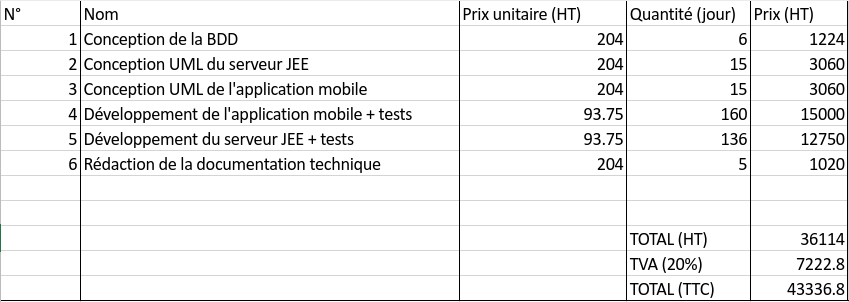 N° Nom Prix unitaire (HT) Quantité (jour) Prix (HT)
1 Conception de la BDD 204 6 1224
2 Conception UML du serveur JEE 204 15 3060
3 Conception UML de l'application mobile 204 15 3060
4 Développement de l'application mobile + tests 93.75 160 15000
5 Développement du serveur JEE + tests 93.75 136 12750
6 Rédaction de la documentation technique 204 5 1020
TOTAL (HT) 36114
TVA (20%) 7222.8
TOTAL (TTC) 43336.8